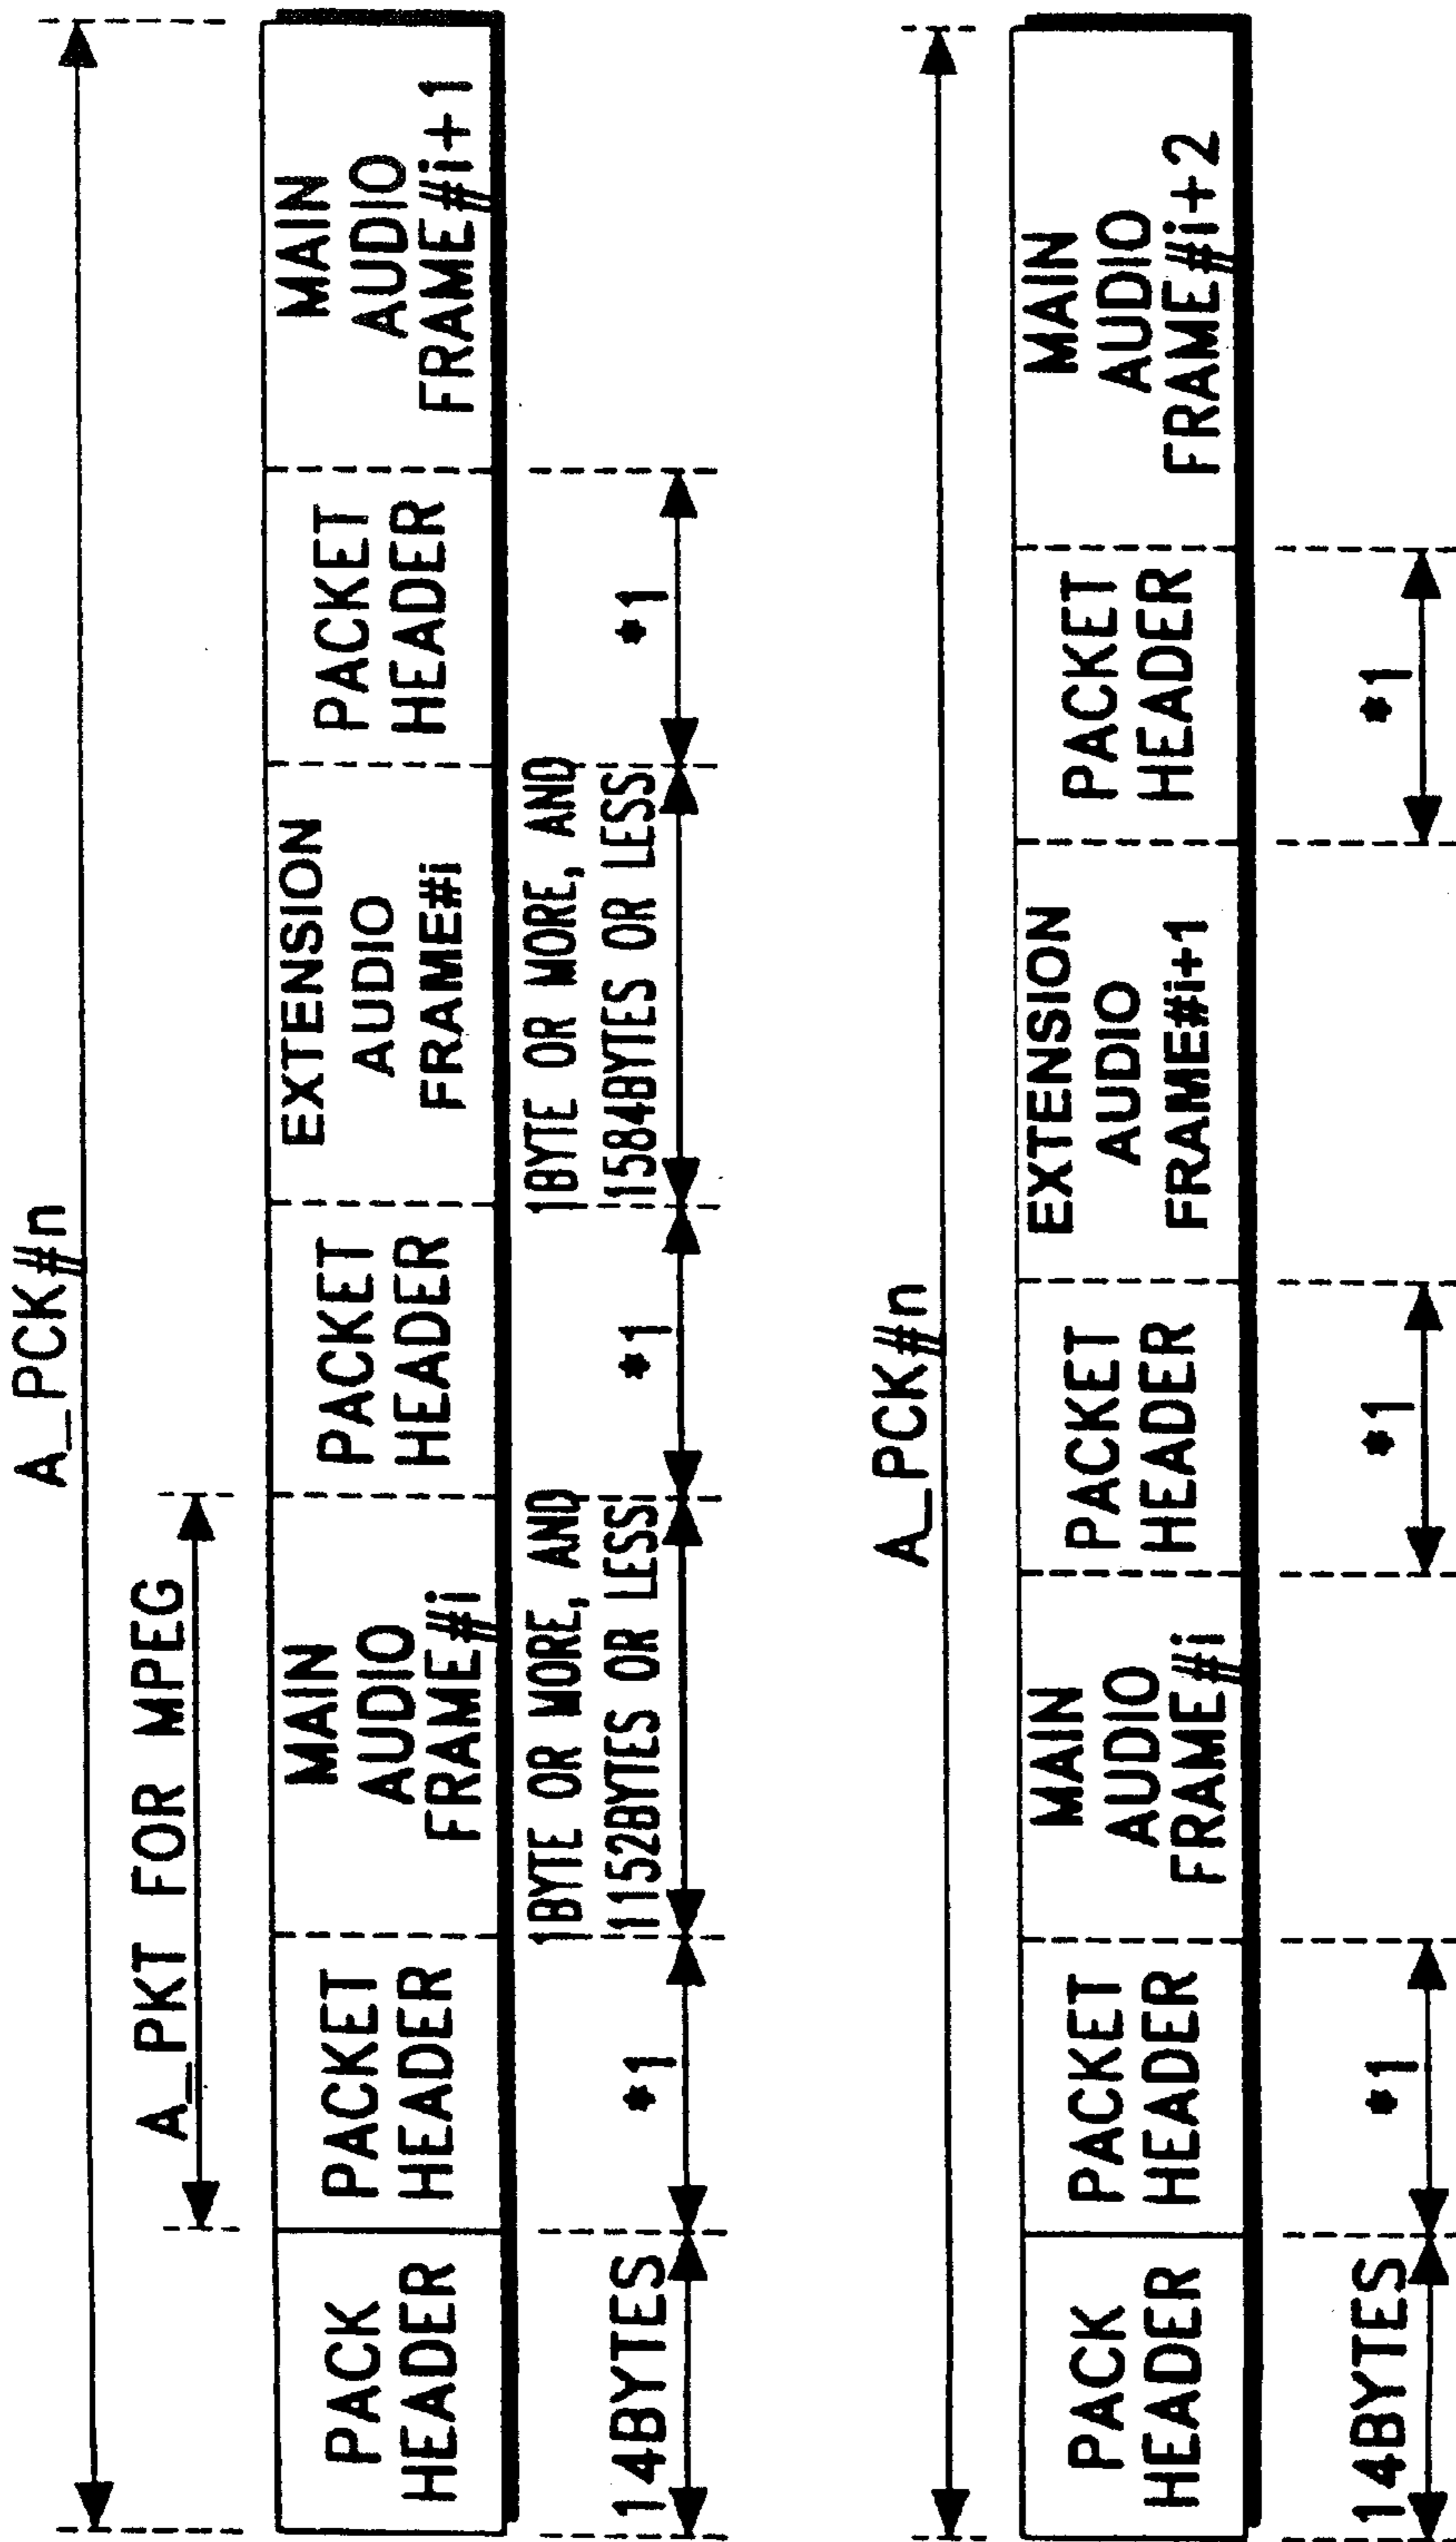 A_PCK#n
A_PKT FOR MPEG
PACK
HEADER
PACKET
HEADER
MAIN
AUDIO
FRAME#i
PACKET
HEADER
EXTENSION
AUDIO
FRAME#i
PACKET
HEADER
MAIN
AUDIO
FRAME#i+1
14BYTES
*1
1BYTE OR MORE, AND
1152BYTES OR LESS
*1
1BYTE OR MORE, AND
1584BYTES OR LESS
*1
A_PCK#n
PACK
HEADER
PACKET
HEADER
MAIN
AUDIO
FRAME#i
PACKET
HEADER
EXTENSION
AUDIO
FRAME#i+1
PACKET
HEADER
MAIN
AUDIO
FRAME#i+2
14BYTES
*1
*1
*1